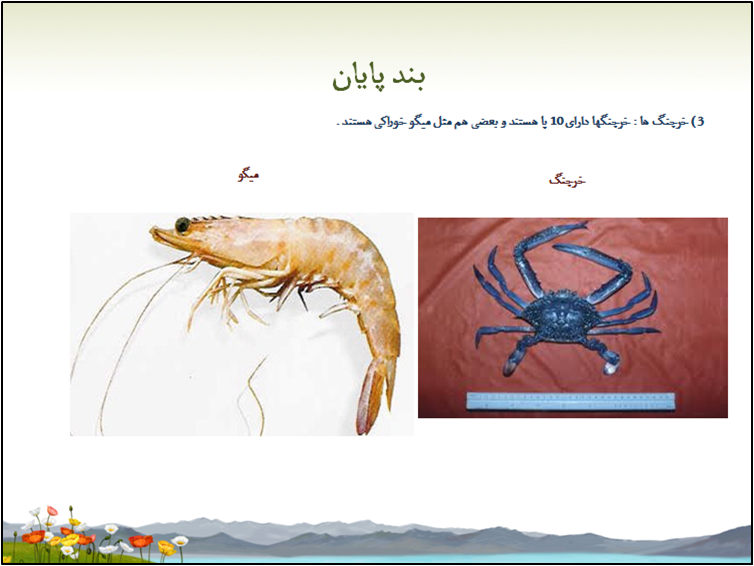 بند پایان
3) خرچنگ ها : خرچنگها دارای 10 پا هستند و بعضی هم مثل میگو خوراکی هستند .
خرچنگ
میگو